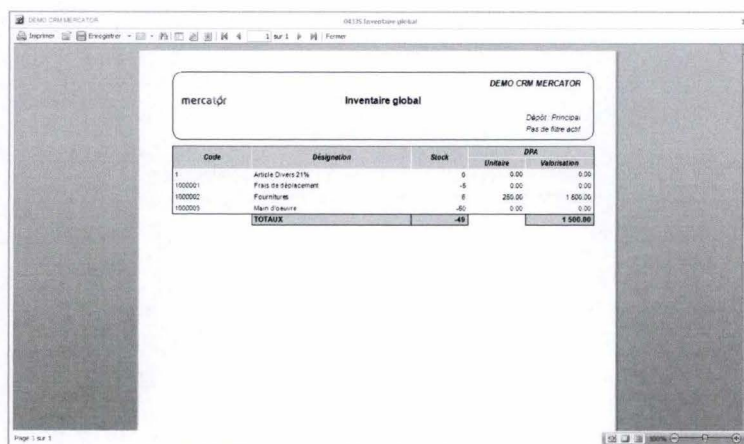 DEMO CRM MERCATOR
Inventaire global
Imprimer Enregistrer 1 sur 1 Fermer
DEMO CRM MERCATOR
mercator Inventaire global
Dépôt : Principal
Pas de filtre actif
Code Désignation Stock DPA
Unitaire Valorisation
1 Article Divers 21% 0 0.00 0.00
1000001 Frais de déplacement -5 0.00 0.00
1000002 Fournitures 6 250.00 1 500.00
1000003 Main d'oeuvre -50 0.00 0.00
TOTAUX -49 1 500.00
Page 1 sur 1 100%